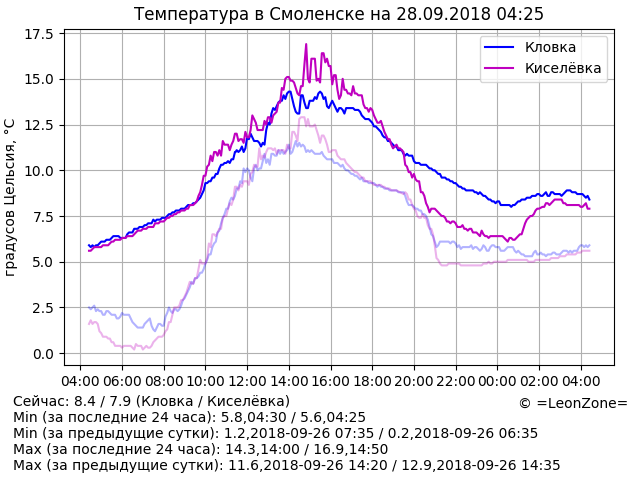 Температура в Смоленске на 28.09.2018 04:25
17.5
15.0
12.5
10.0
7.5
5.0
2.5
0.0
градусов Цельсия, °C
Кловка
Киселёвка
04:00 06:00 08:00 10:00 12:00 14:00 16:00 18:00 20:00 22:00 00:00 02:00 04:00
Сейчас: 8.4 / 7.9 (Кловка / Киселёвка)
© =LeonZone=
Min (за последние 24 часа): 5.8,04:30 / 5.6,04:25
Min (за предыдущие сутки): 1.2,2018-09-26 07:35 / 0.2,2018-09-26 06:35
Max (за последние 24 часа): 14.3,14:00 / 16.9,14:50
Max (за предыдущие сутки): 11.6,2018-09-26 14:20 / 12.9,2018-09-26 14:35